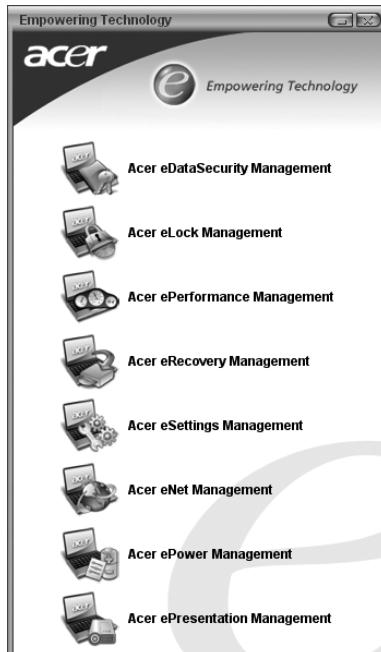 Empowering Technology
acer
e Empowering Technology
Acer eDataSecurity Management
Acer eLock Management
Acer ePerformance Management
Acer eRecovery Management
Acer eSettings Management
Acer eNet Management
Acer ePower Management
Acer ePresentation Management